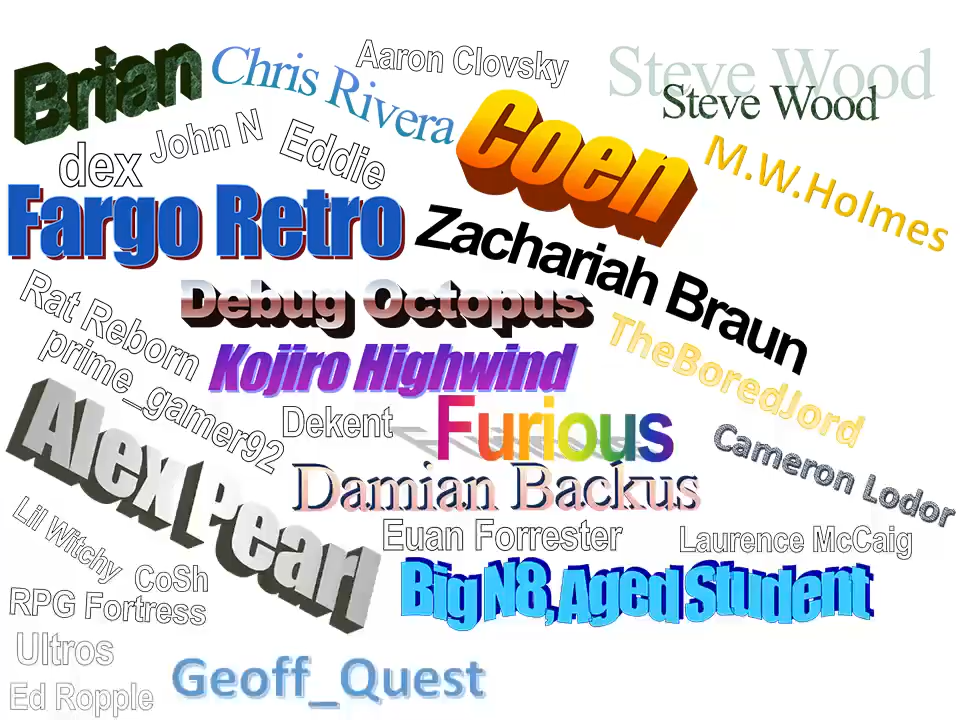 Brian
Chris Rivera
Aaron Clovsky
Steve Wood
Steve Wood
dex
John N
Eddie
Coen
M.W.Holmes
Fargo Retro
Zachariah Braun
Rat Reborn
Debug Octopus
TheBoredJord
prime_gamer92
Kojiro Highwind
Alex Pearl
Dekent
Furious
Cameron Lodor
Damian Backus
Lil Witchy
Euan Forrester
Laurence McCaig
CoSh
Big N8, Aged Student
RPG Fortress
Ultros
Geoff_Quest
Ed Ropple